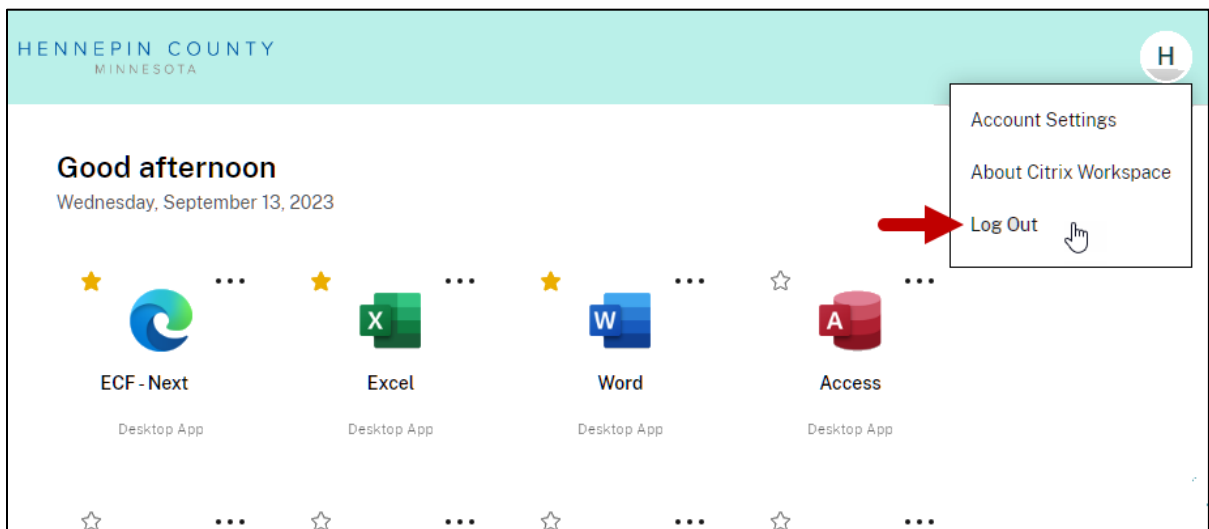 HENNEPIN COUNTY
MINNESOTA
H
Account Settings
About Citrix Workspace
Log Out
Good afternoon
Wednesday, September 13, 2023
X
W
A
ECF - Next
Excel
Word
Access
Desktop App
Desktop App
Desktop App
Desktop App